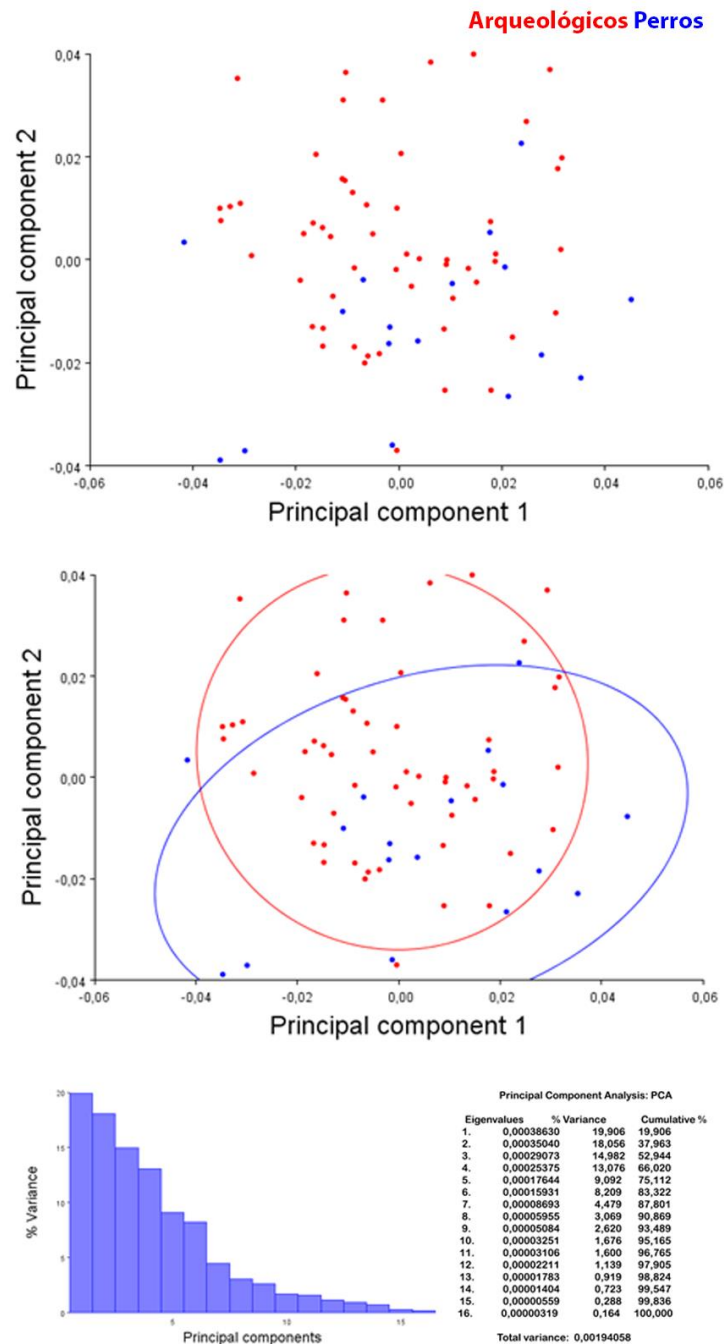 Arqueológicos Perros
0,04
0,02
0,00
-0,02
-0,04
Principal component 2
-0,06 -0,04 -0,02 0,00 0,02 0,04 0,06
Principal component 1
0,04
0,02
0,00
-0,02
-0,04
Principal component 2
-0,06 -0,04 -0,02 0,00 0,02 0,04 0,06
Principal component 1
20
15
10
5
0
% Variance
5 10 15
Principal components
Principal Component Analysis: PCA
Eigenvalues % Variance Cumulative %
1. 0,00038630 19,906 19,906
2. 0,00035040 18,056 37,963
3. 0,00029073 14,982 52,944
4. 0,00025375 13,076 66,020
5. 0,00017644 9,092 75,112
6. 0,00015931 8,209 83,322
7. 0,00008693 4,479 87,801
8. 0,00005955 3,069 90,869
9. 0,00005084 2,620 93,489
10. 0,00003251 1,676 95,165
11. 0,00003106 1,600 96,765
12. 0,00002211 1,139 97,905
13. 0,00001783 0,919 98,824
14. 0,00001404 0,723 99,547
15. 0,00000559 0,288 99,836
16. 0,00000319 0,164 100,000
Total variance: 0,00194058